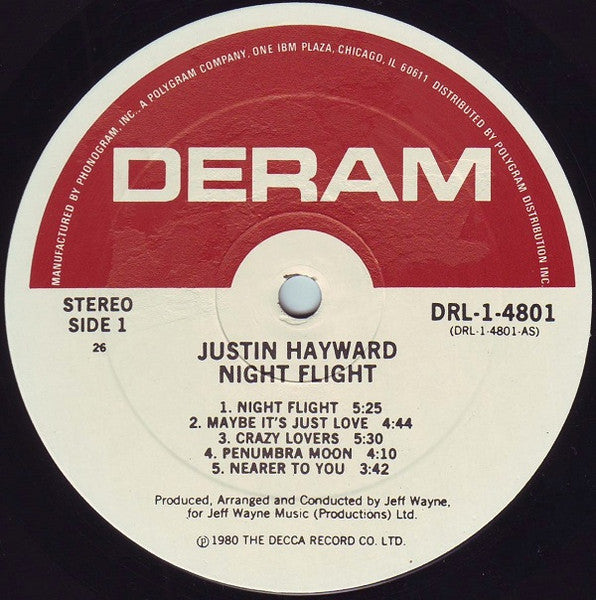 MANUFACTURED BY PHONOGRAM, INC., A POLYGRAM COMPANY, ONE IBM PLAZA, CHICAGO, IL 60611 DISTRIBUTED BY POLYGRAM DISTRIBUTION INC
DERAM
STEREO
SIDE 1
26
DRL-1-4801
(DRL-1-4801-AS)
JUSTIN HAYWARD
NIGHT FLIGHT
1. NIGHT FLIGHT 5:25
2. MAYBE IT'S JUST LOVE 4:44
3. CRAZY LOVERS 5:30
4. PENUMBRA MOON 4:10
5. NEARER TO YOU 3:42
Produced, Arranged and Conducted by Jeff Wayne,
for Jeff Wayne Music (Productions) Ltd.
℗ 1980 THE DECCA RECORD CO. LTD.